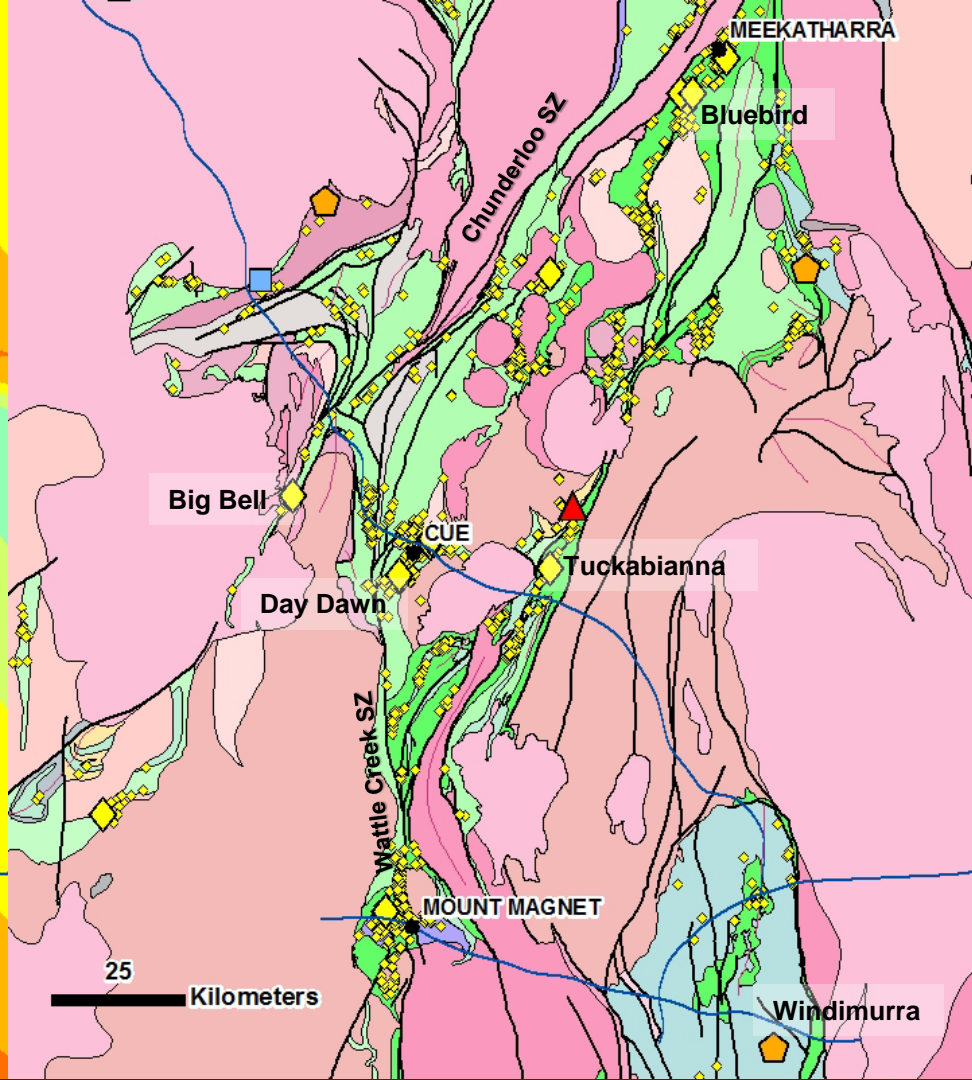 MEEKATHARRA
Bluebird
Chunderloo SZ
Big Bell
CUE
Tuckabianna
Day Dawn
Wattle Creek SZ
MOUNT MAGNET
25
Kilometers
Windimurra